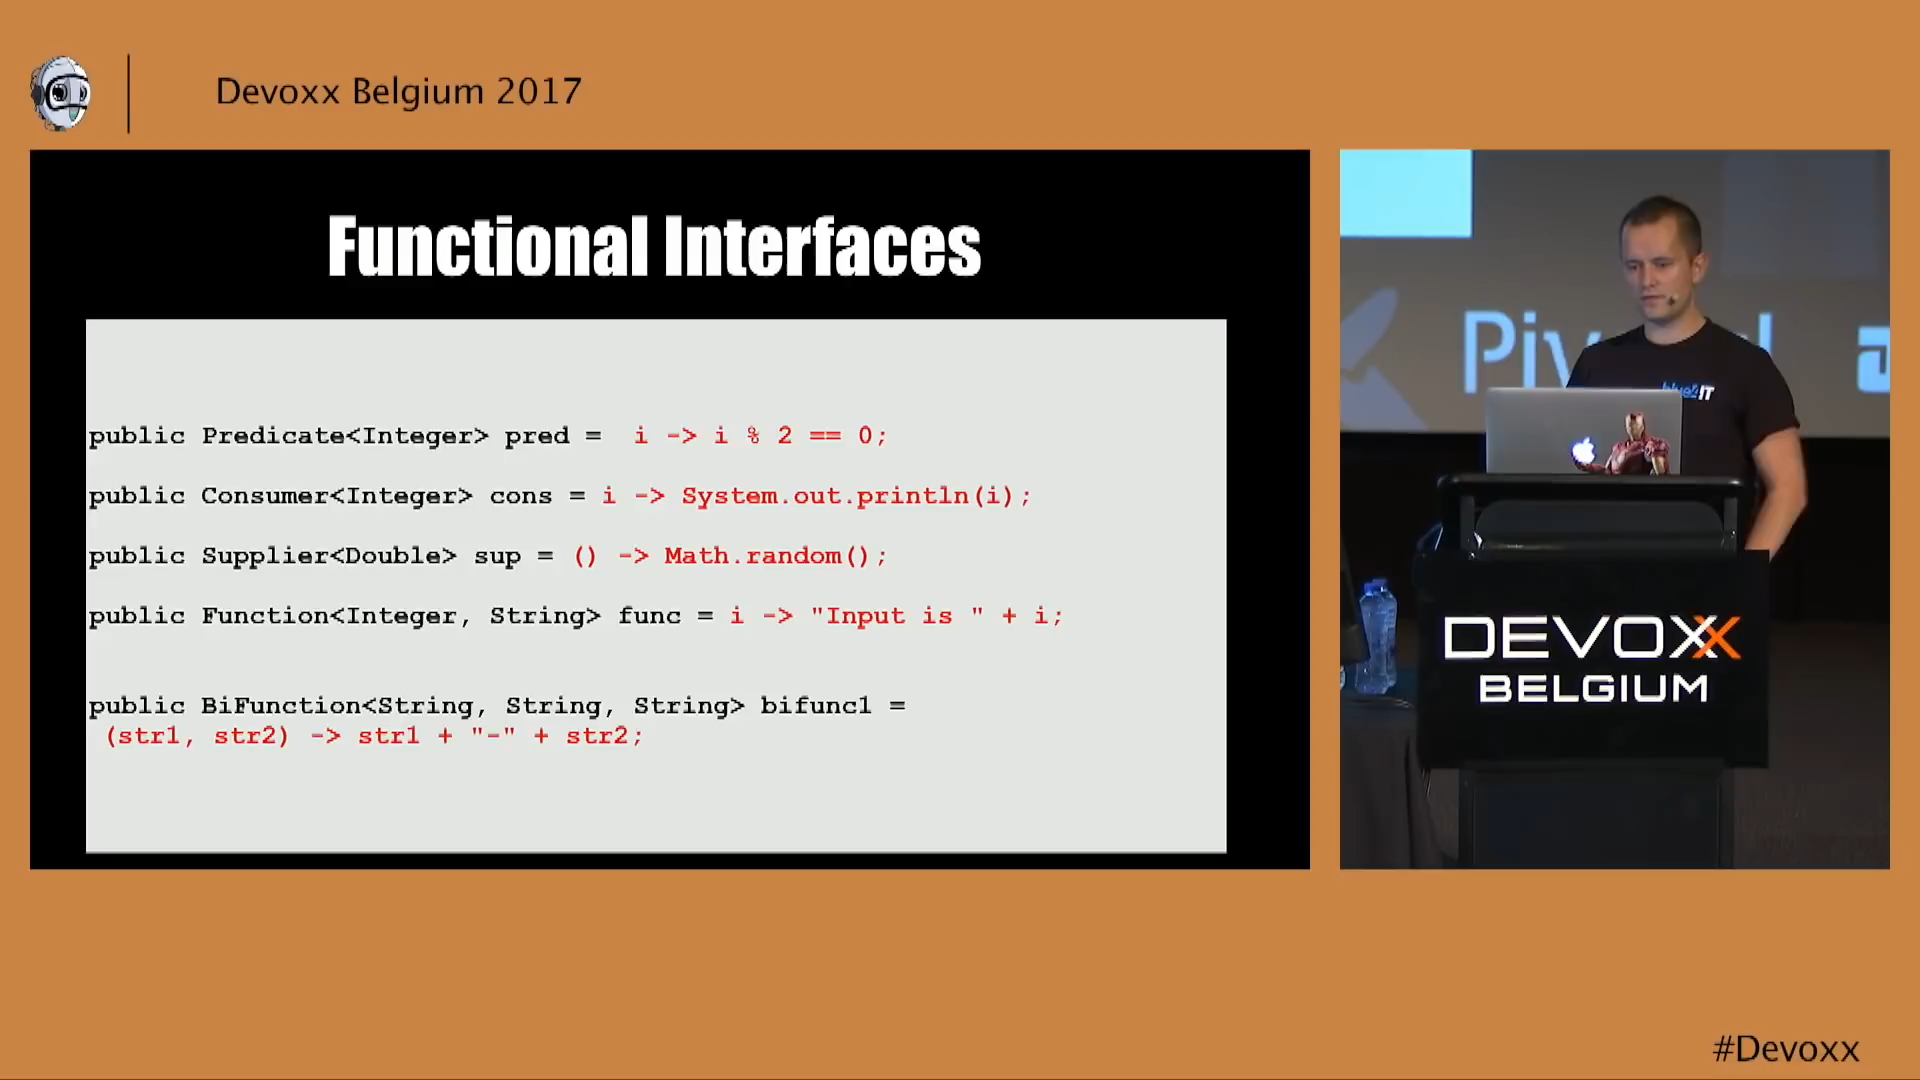 Devoxx Belgium 2017
Functional Interfaces
public Predicate<Integer> pred =  i -> i % 2 == 0;
public Consumer<Integer> cons = i -> System.out.println(i);
public Supplier<Double> sup = () -> Math.random();
public Function<Integer, String> func = i -> "Input is " + i;
public BiFunction<String, String, String> bifunc1 =
(str1, str2) -> str1 + "-" + str2;
Piv
blue2IT
DEVOXX
BELGIUM
#Devoxx